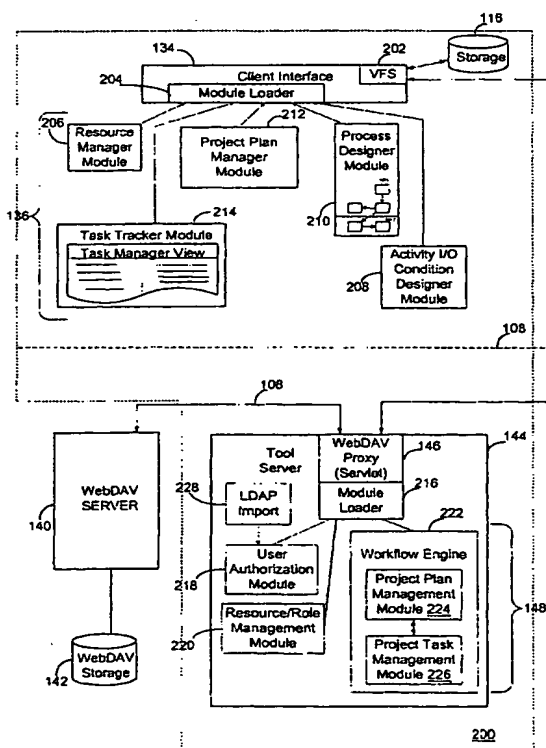 116
134
202
Client Interface
VFS
Storage
204
Module Loader
206
Resource
Manager
Module
212
Project Plan
Manager
Module
Process
Designer
Module
210
136
214
Task Tracker Module
Task Manager View
Activity I/O
Condition
Designer
Module
208
108
106
WebDAV
SERVER
140
WebDAV
Storage
142
Tool
Server
WebDAV
Proxy
(Servlet)
146
144
Module
Loader
216
228
LDAP
Import
222
218
User
Authorization
Module
Workflow Engine
Project Plan
Management
Module 224
148
220
Resource/Role
Management
Module
Project Task
Management
Module 226
200